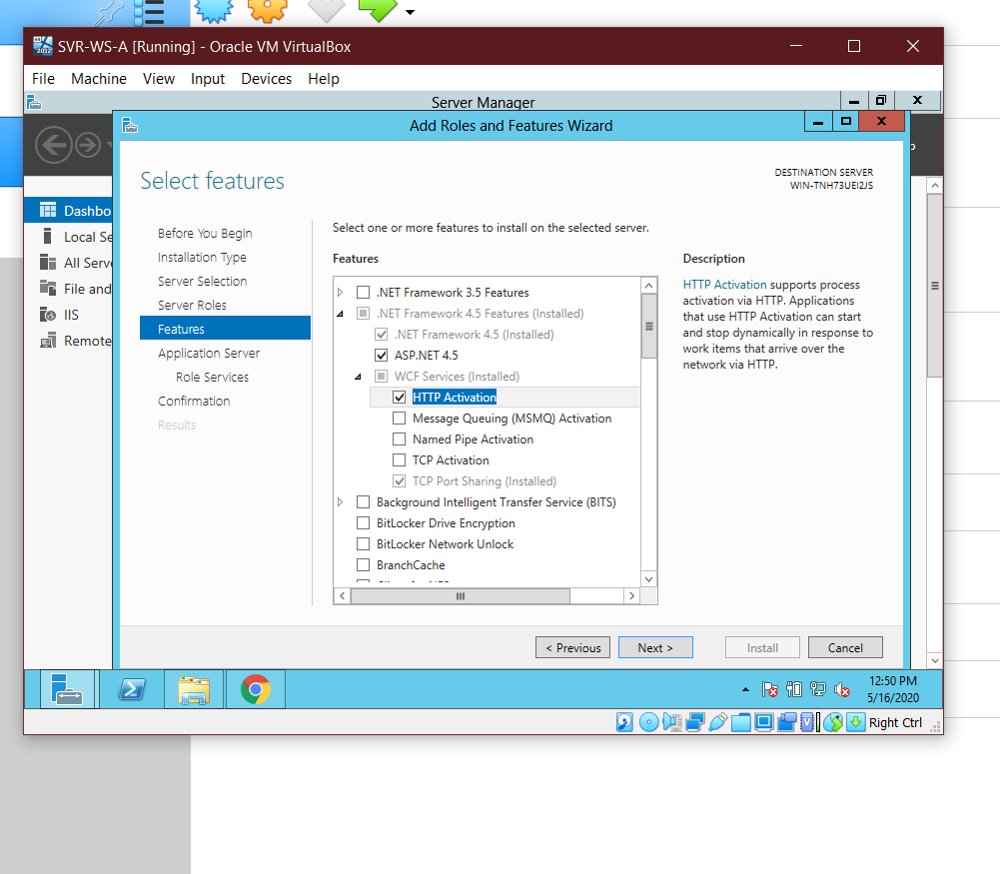 SVR-WS-A [Running] - Oracle VM VirtualBox
File Machine View Input Devices Help
Server Manager
Add Roles and Features Wizard
Select features
DESTINATION SERVER
WIN-TNH73UEI2JS
Dashbo
Local Se
All Serve
File and
IIS
Remote
Before You Begin
Installation Type
Server Selection
Server Roles
Features
Application Server
Role Services
Confirmation
Results
Select one or more features to install on the selected server.
Features
.NET Framework 3.5 Features
.NET Framework 4.5 Features (Installed)
.NET Framework 4.5 (Installed)
ASP.NET 4.5
WCF Services (Installed)
HTTP Activation
Message Queuing (MSMQ) Activation
Named Pipe Activation
TCP Activation
TCP Port Sharing (Installed)
Background Intelligent Transfer Service (BITS)
BitLocker Drive Encryption
BitLocker Network Unlock
BranchCache
Description
HTTP Activation supports process
activation via HTTP. Applications
that use HTTP Activation can start
and stop dynamically in response to
work items that arrive over the
network via HTTP.
< Previous Next > Install Cancel
12:50 PM
5/16/2020
Right Ctrl